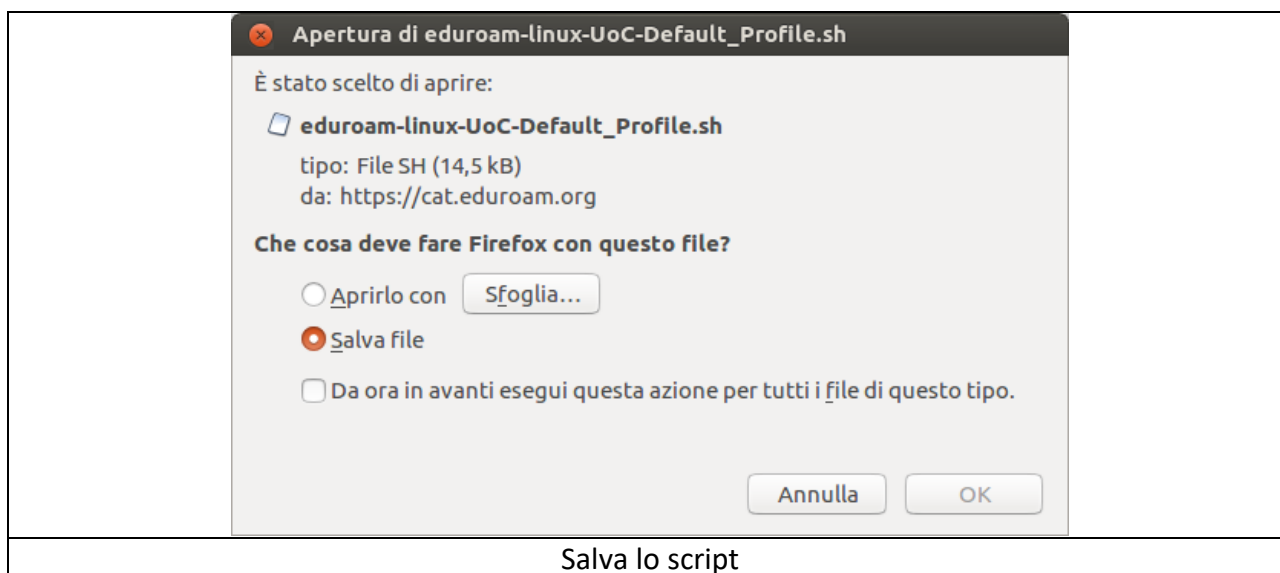 Apertura di eduroam-linux-UoC-Default_Profile.sh
È stato scelto di aprire:
eduroam-linux-UoC-Default_Profile.sh
tipo: File SH (14,5 kB)
da: https://cat.eduroam.org
Che cosa deve fare Firefox con questo file?
Aprirlo con Sfoglia...
Salva file
Da ora in avanti esegui questa azione per tutti i file di questo tipo.
Annulla OK
Salva lo script